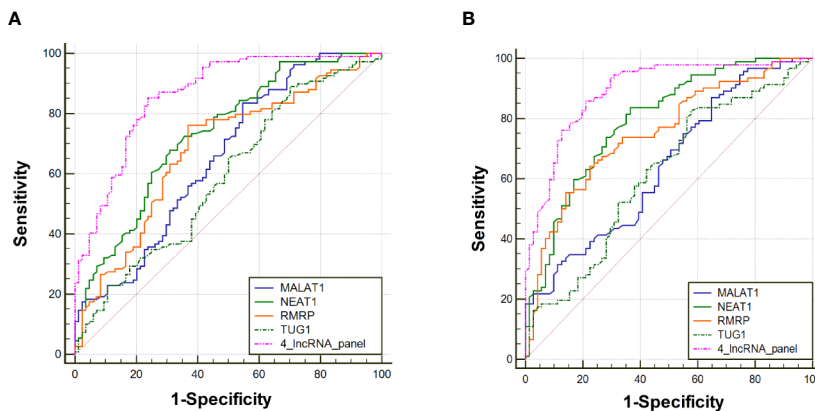 A
B
100
80
60
40
20
0
Sensitivity
0 20 40 60 80 100
1-Specificity
MALAT1
NEAT1
RMRP
TUG1
4_lncRNA_panel
100
80
60
40
20
0
Sensitivity
0 20 40 60 80
1-Specificity
MALAT1
NEAT1
RMRP
TUG1
4_lncRNA_panel